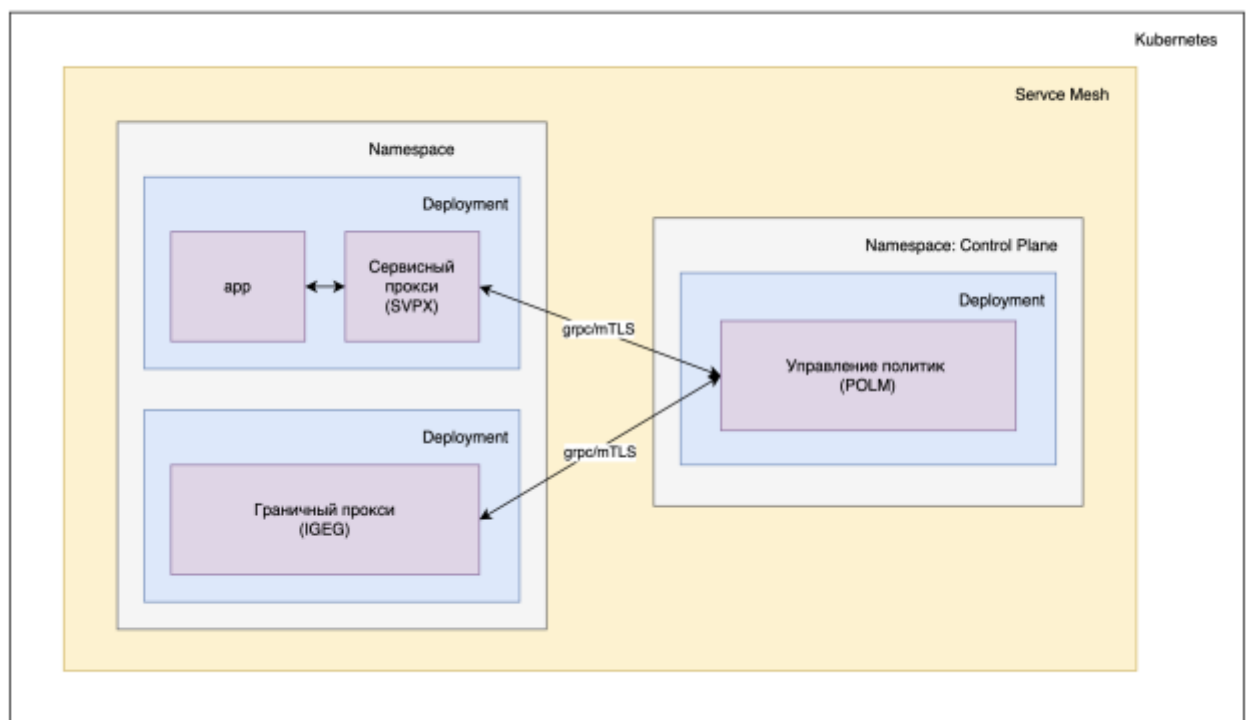 Kubernetes
Servce Mesh
Namespace
Deployment
app
Сервисный
прокси
(SVPX)
grpc/mTLS
Deployment
Граничный прокси
(IGEG)
grpc/mTLS
Namespace: Control Plane
Deployment
Управление политик
(POLM)